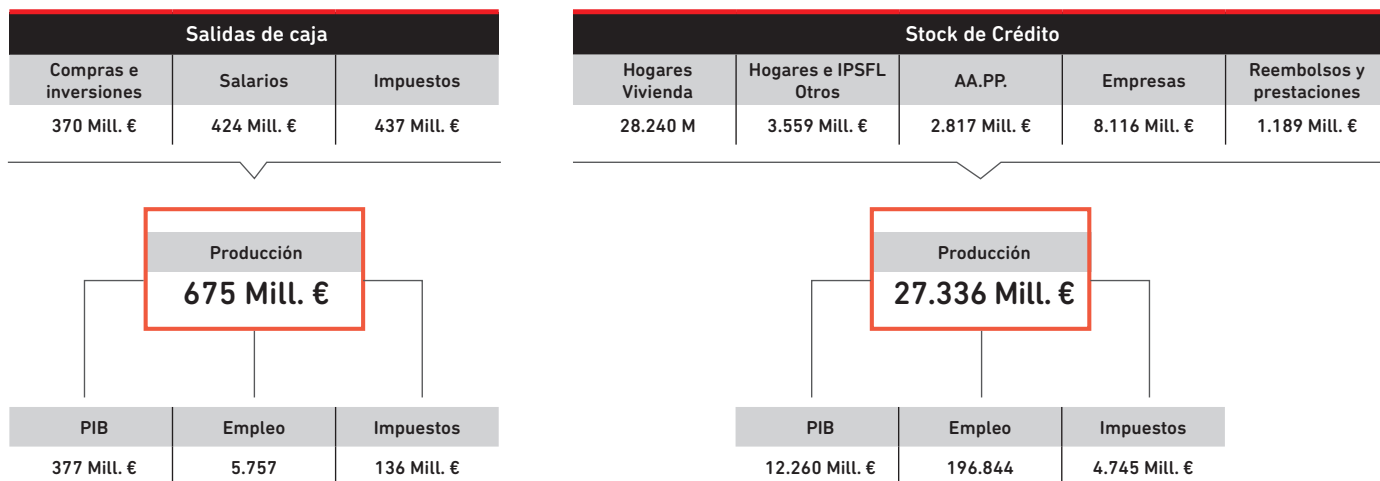 Salidas de caja
Compras e
inversiones
Salarios
Impuestos
370 Mill. €
424 Mill. €
437 Mill. €
Producción
675 Mill. €
PIB
Empleo
Impuestos
377 Mill. €
5.757
136 Mill. €
Stock de Crédito
Hogares
Vivienda
Hogares e IPSFL
Otros
AA.PP.
Empresas
Reembolsos y
prestaciones
28.240 M
3.559 Mill. €
2.817 Mill. €
8.116 Mill. €
1.189 Mill. €
Producción
27.336 Mill. €
PIB
Empleo
Impuestos
12.260 Mill. €
196.844
4.745 Mill. €